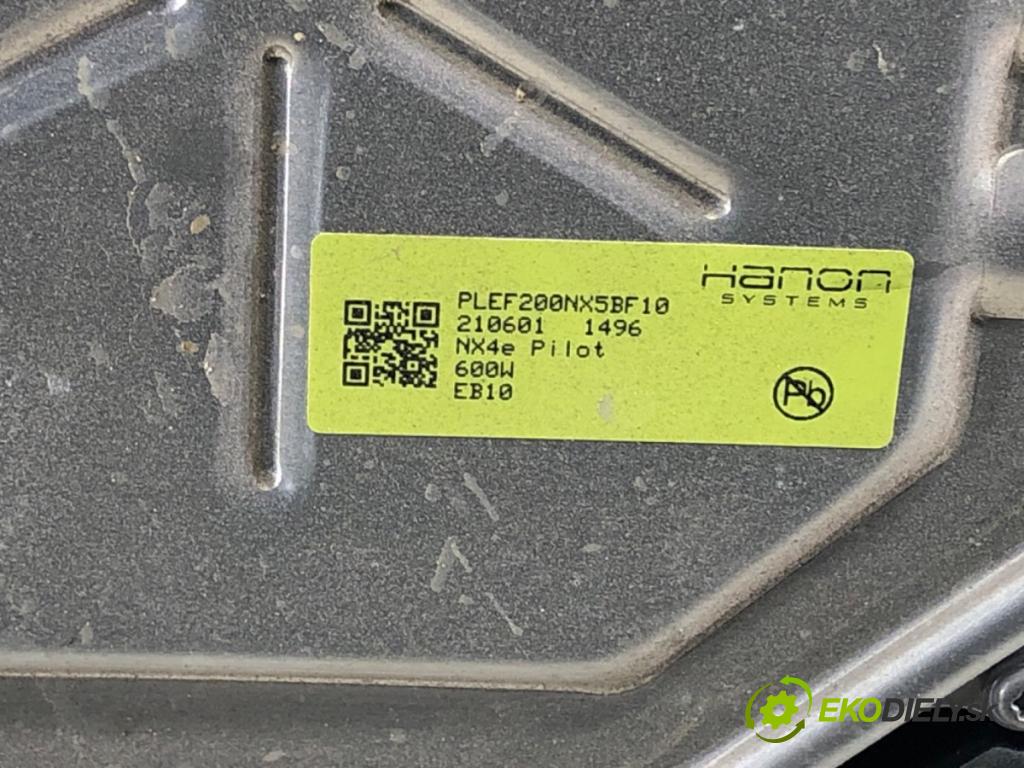 Hanon
SYSTEMS
PLEF200NX5BF10
210601 1496
NX4e Pilot
600W
EB10
Pb
EKODIELY.SK